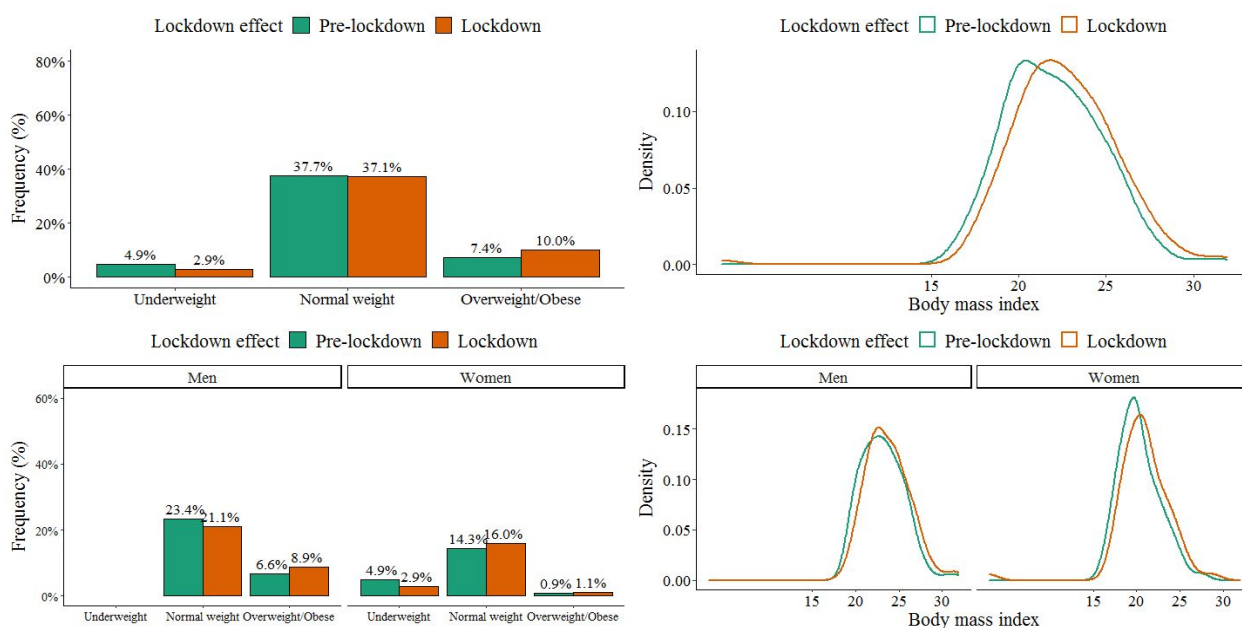 Lockdown effect Pre-lockdown Lockdown
80%
60%
40%
20%
0%
Frequency (%)
4.9% 2.9%
37.7% 37.1%
7.4% 10.0%
Underweight Normal weight Overweight/Obese
Lockdown effect Pre-lockdown Lockdown
0.10
0.05
0.00
Density
15 20 25 30
Body mass index
Lockdown effect Pre-lockdown Lockdown
Men Women
60%
40%
20%
0%
Frequency (%)
23.4% 21.1%
6.6% 8.9%
4.9% 2.9%
14.3% 16.0%
0.9% 1.1%
Underweight Normal weight Overweight/Obese Underweight Normal weight Overweight/Obese
Lockdown effect Pre-lockdown Lockdown
Men Women
0.15
0.10
0.05
0.00
Density
15 20 25 30 15 20 25 30
Body mass index